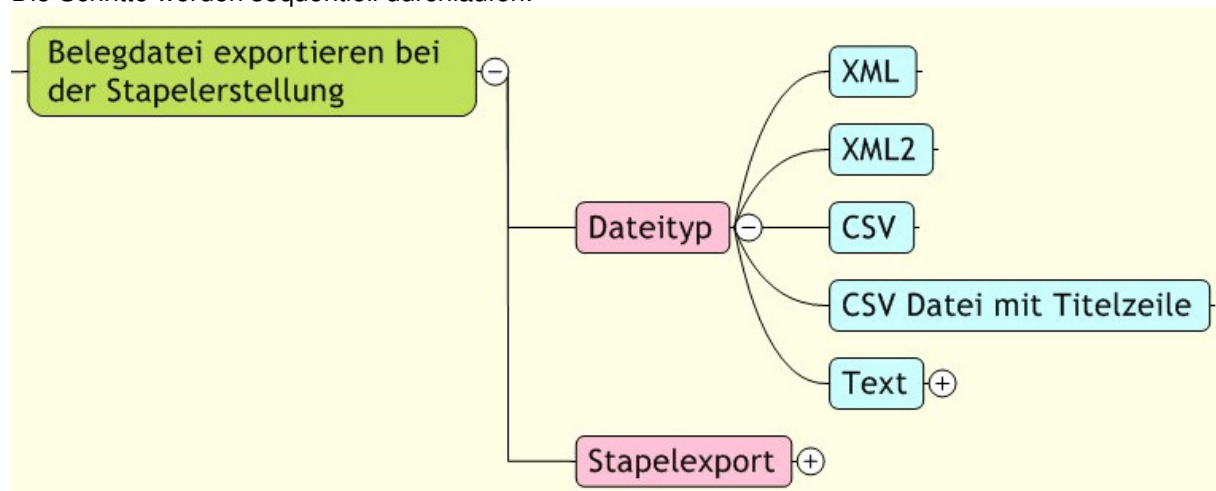 Die Schritte werden sequentiell durchlaufen.
Belegdatei exportieren bei
der Stapelerstellung
XML
XML2
Dateityp
CSV
CSV Datei mit Titelzeile
Text
Stapelexport